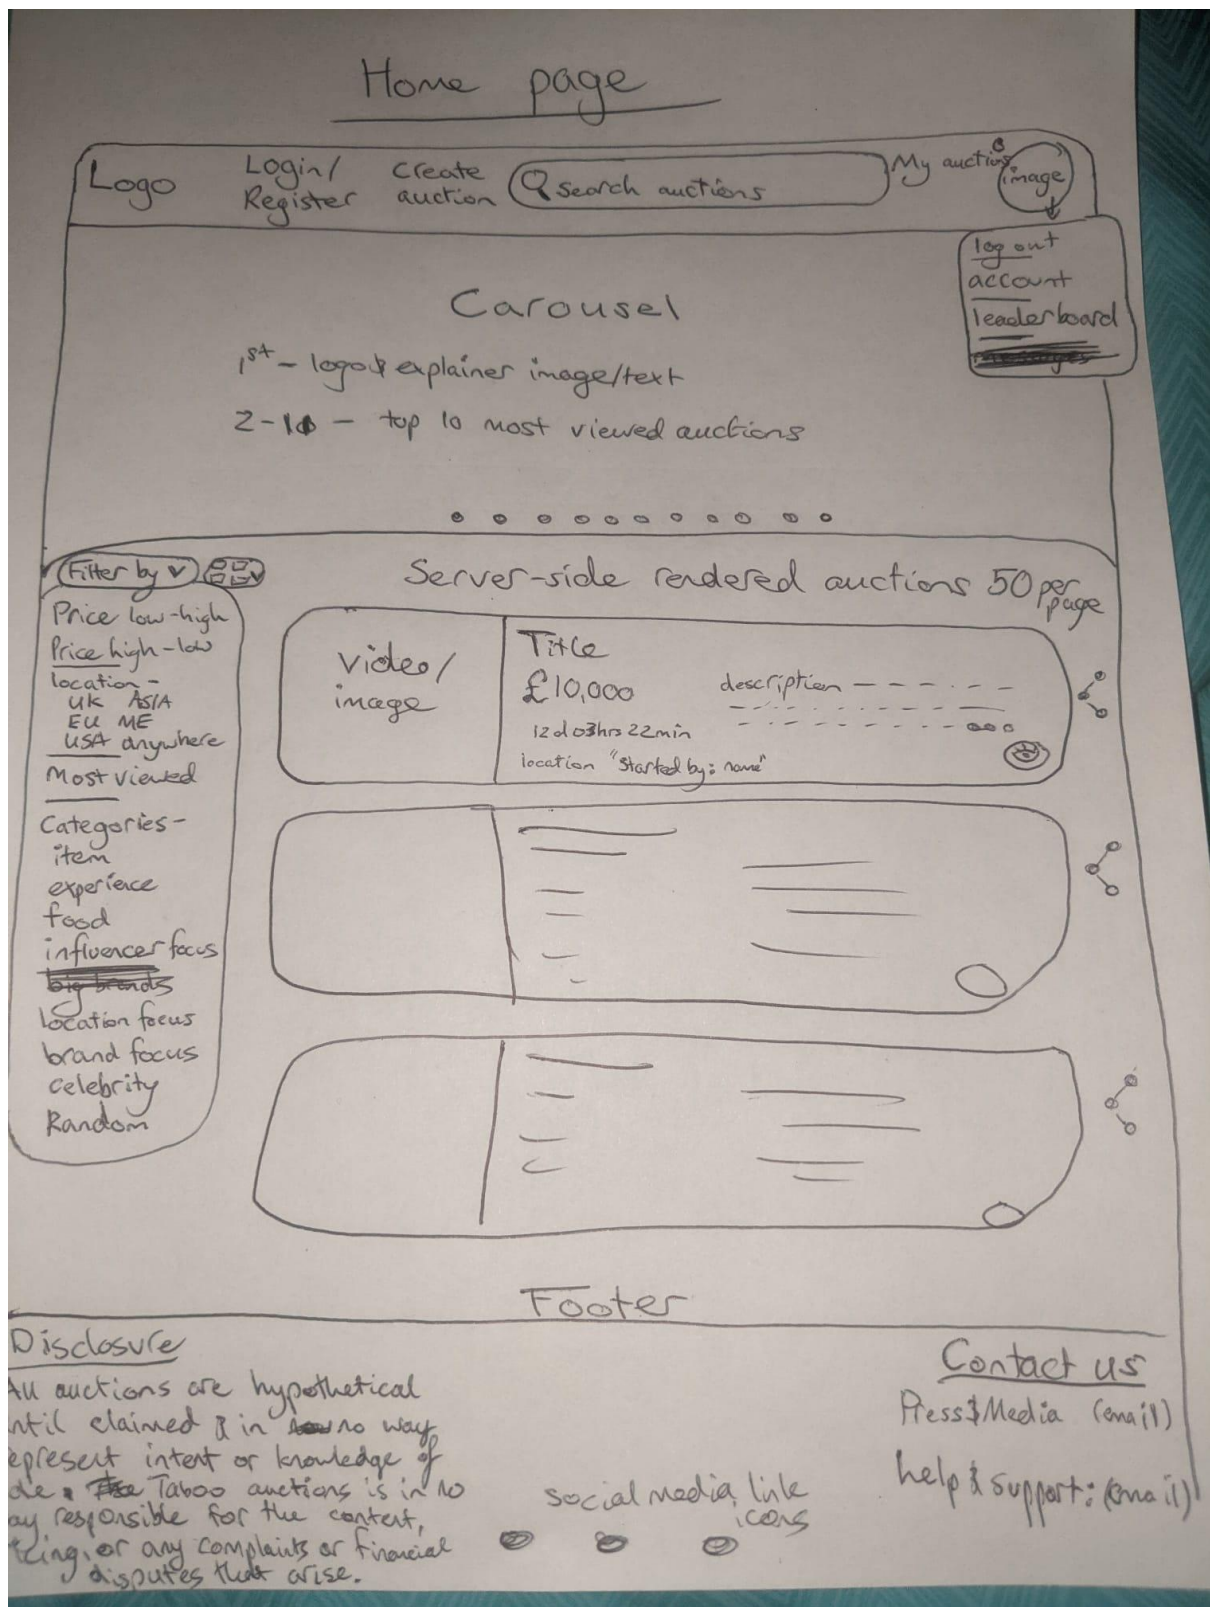 Home page
Logo
Login/
Register
Create
auction
search auctions
My auctions
image
log out
account
leaderboard
messages
Carousel
1st - logo & explainer image/text
2-10 - top 10 most viewed auctions
Filter by
Server-side rendered auctions 50 per
page
Price low-high
Price high-low
location -
UK ASIA
EU ME
USA anywhere
Most viewed
Categories -
item
experience
food
influencer focus
big brands
location focus
brand focus
celebrity
Random
video/
image
Title
£10,000
12d 03hrs 22min
location "Started by: name"
description
Footer
Disclosure
All auctions are hypothetical
ntil claimed & in no way
epresent intent or knowledge of
Taboo auctions is in no
ay responsible for the content,
or any complaints or financial
disputes that arise.
social media link
icons
Contact us
Press & Media (email)
help & support: (email)